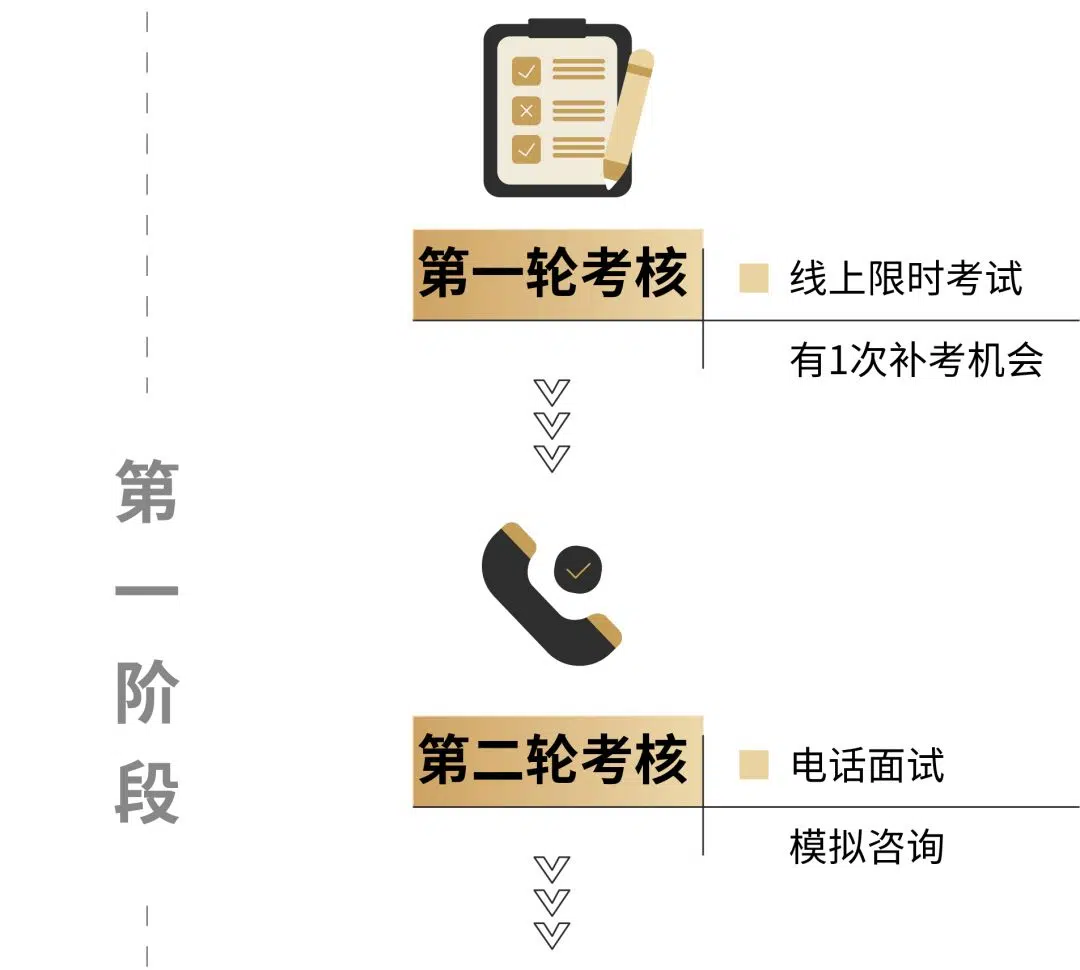 第一轮考核
线上限时考试
有1次补考机会
第一阶段
第二轮考核
电话面试
模拟咨询